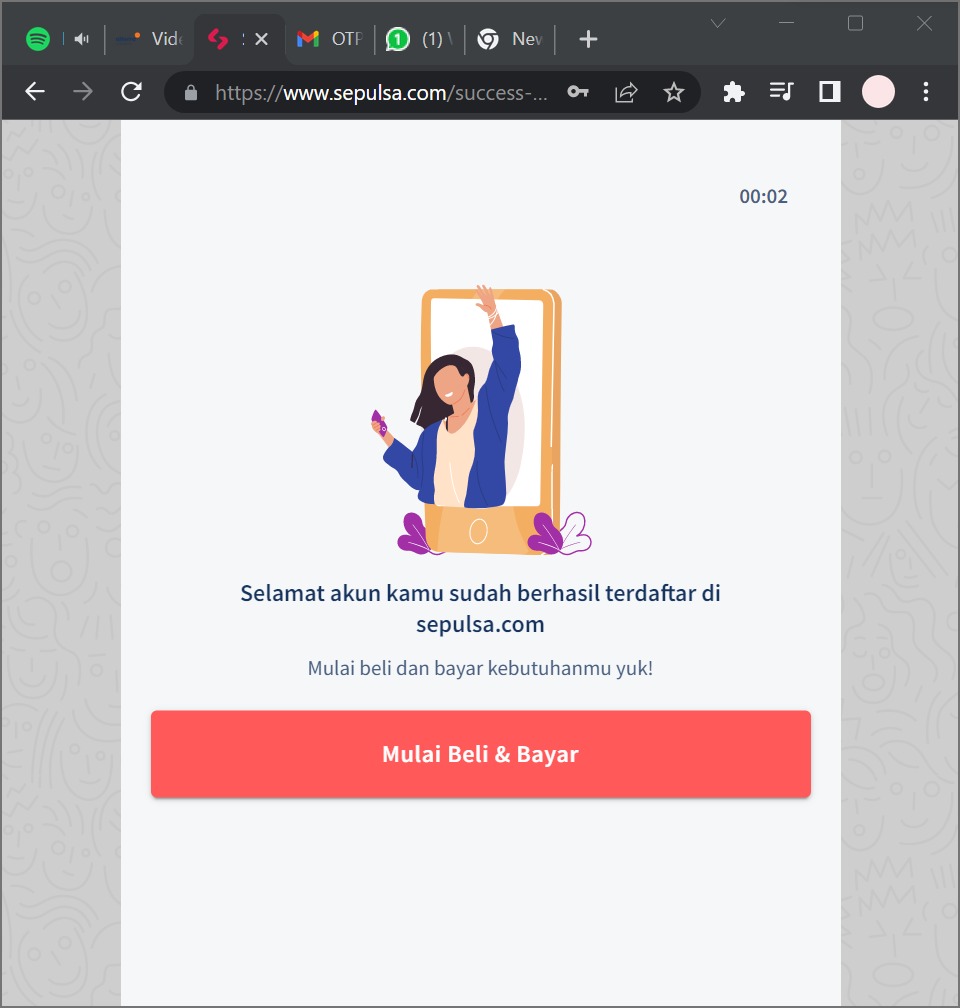 Vid
OTP
(1)
New
https://www.sepulsa.com/success-...
00:02
Selamat akun kamu sudah berhasil terdaftar di
sepulsa.com
Mulai beli dan bayar kebutuhanmu yuk!
Mulai Beli & Bayar